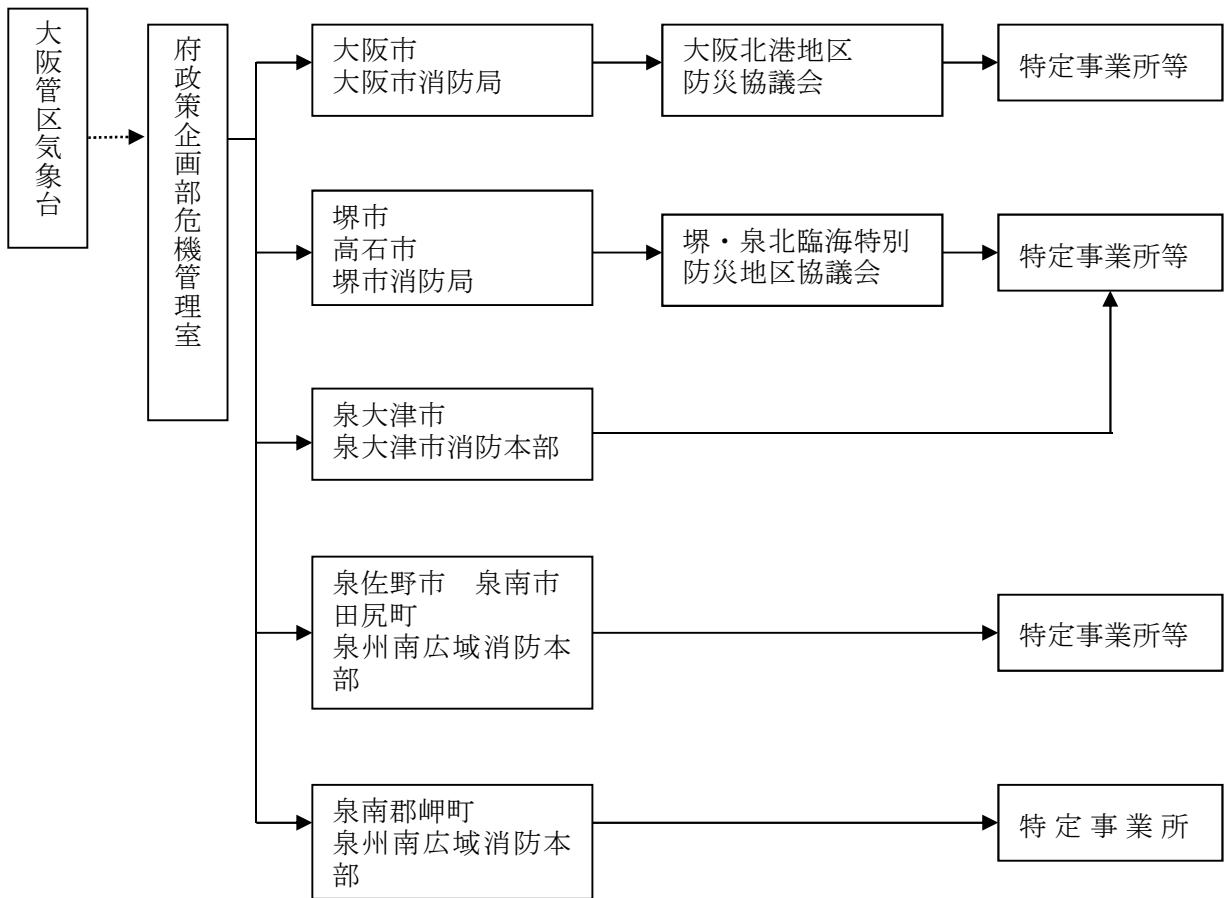 大阪管区気象台
府政策企画部危機管理室
大阪市
大阪市消防局
大阪北港地区
防災協議会
特定事業所等
堺市
高石市
堺市消防局
堺・泉北臨海特別
防災地区協議会
特定事業所等
泉大津市
泉大津市消防本部
泉佐野市　泉南市
田尻町
泉州南広域消防本
部
特定事業所等
泉南郡岬町
泉州南広域消防本
部
特 定 事 業 所